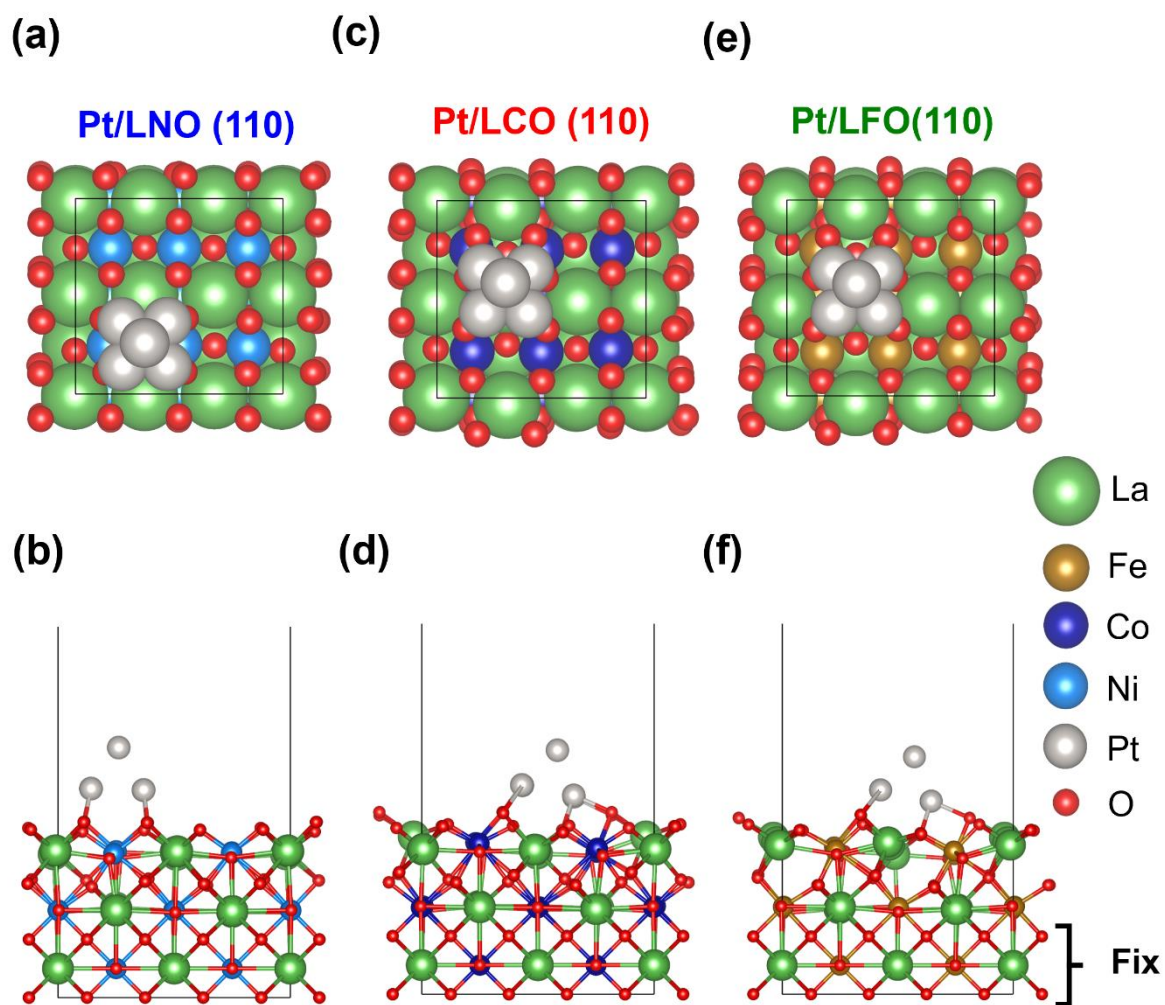 (a)
(c)
(e)
Pt/LNO (110)
Pt/LCO (110)
Pt/LFO(110)
(b)
(d)
(f)
La
Fe
Co
Ni
Pt
O
Fix